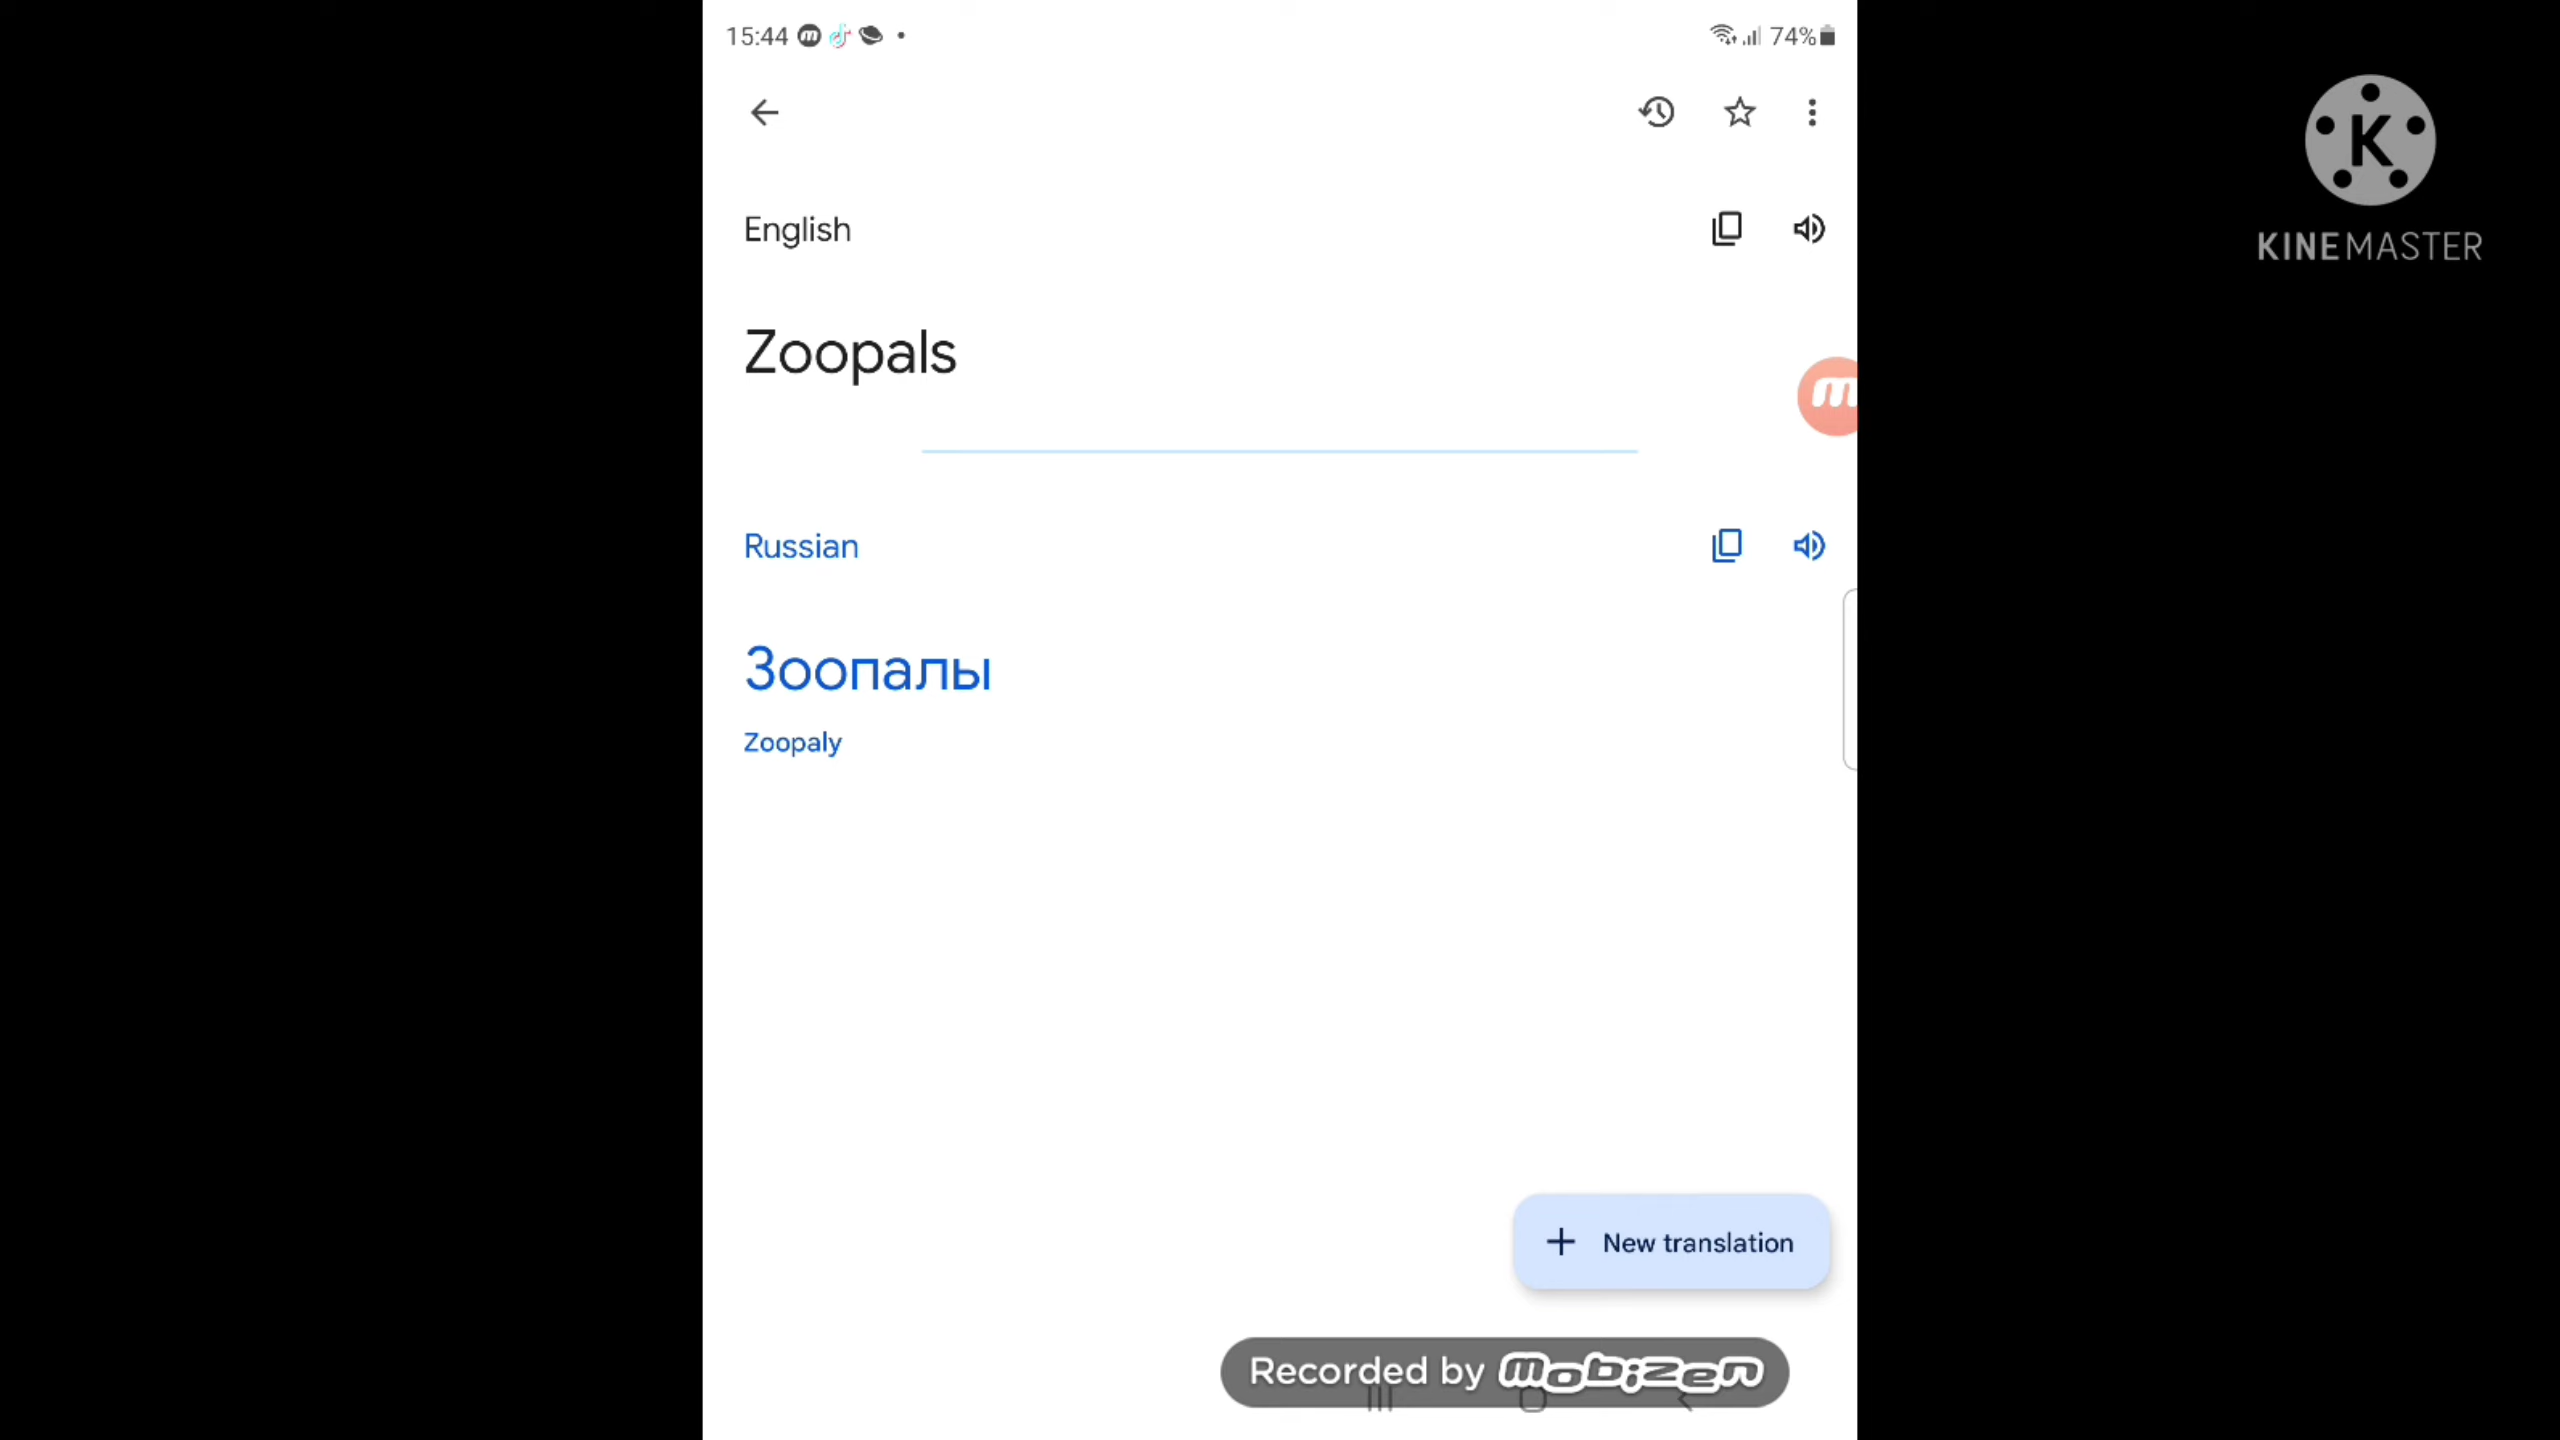 15:44 74%
K
KINEMASTER
English
Zoopals
m
Russian
Зоопалы
Zoopaly
New translation
Recorded by mobizen